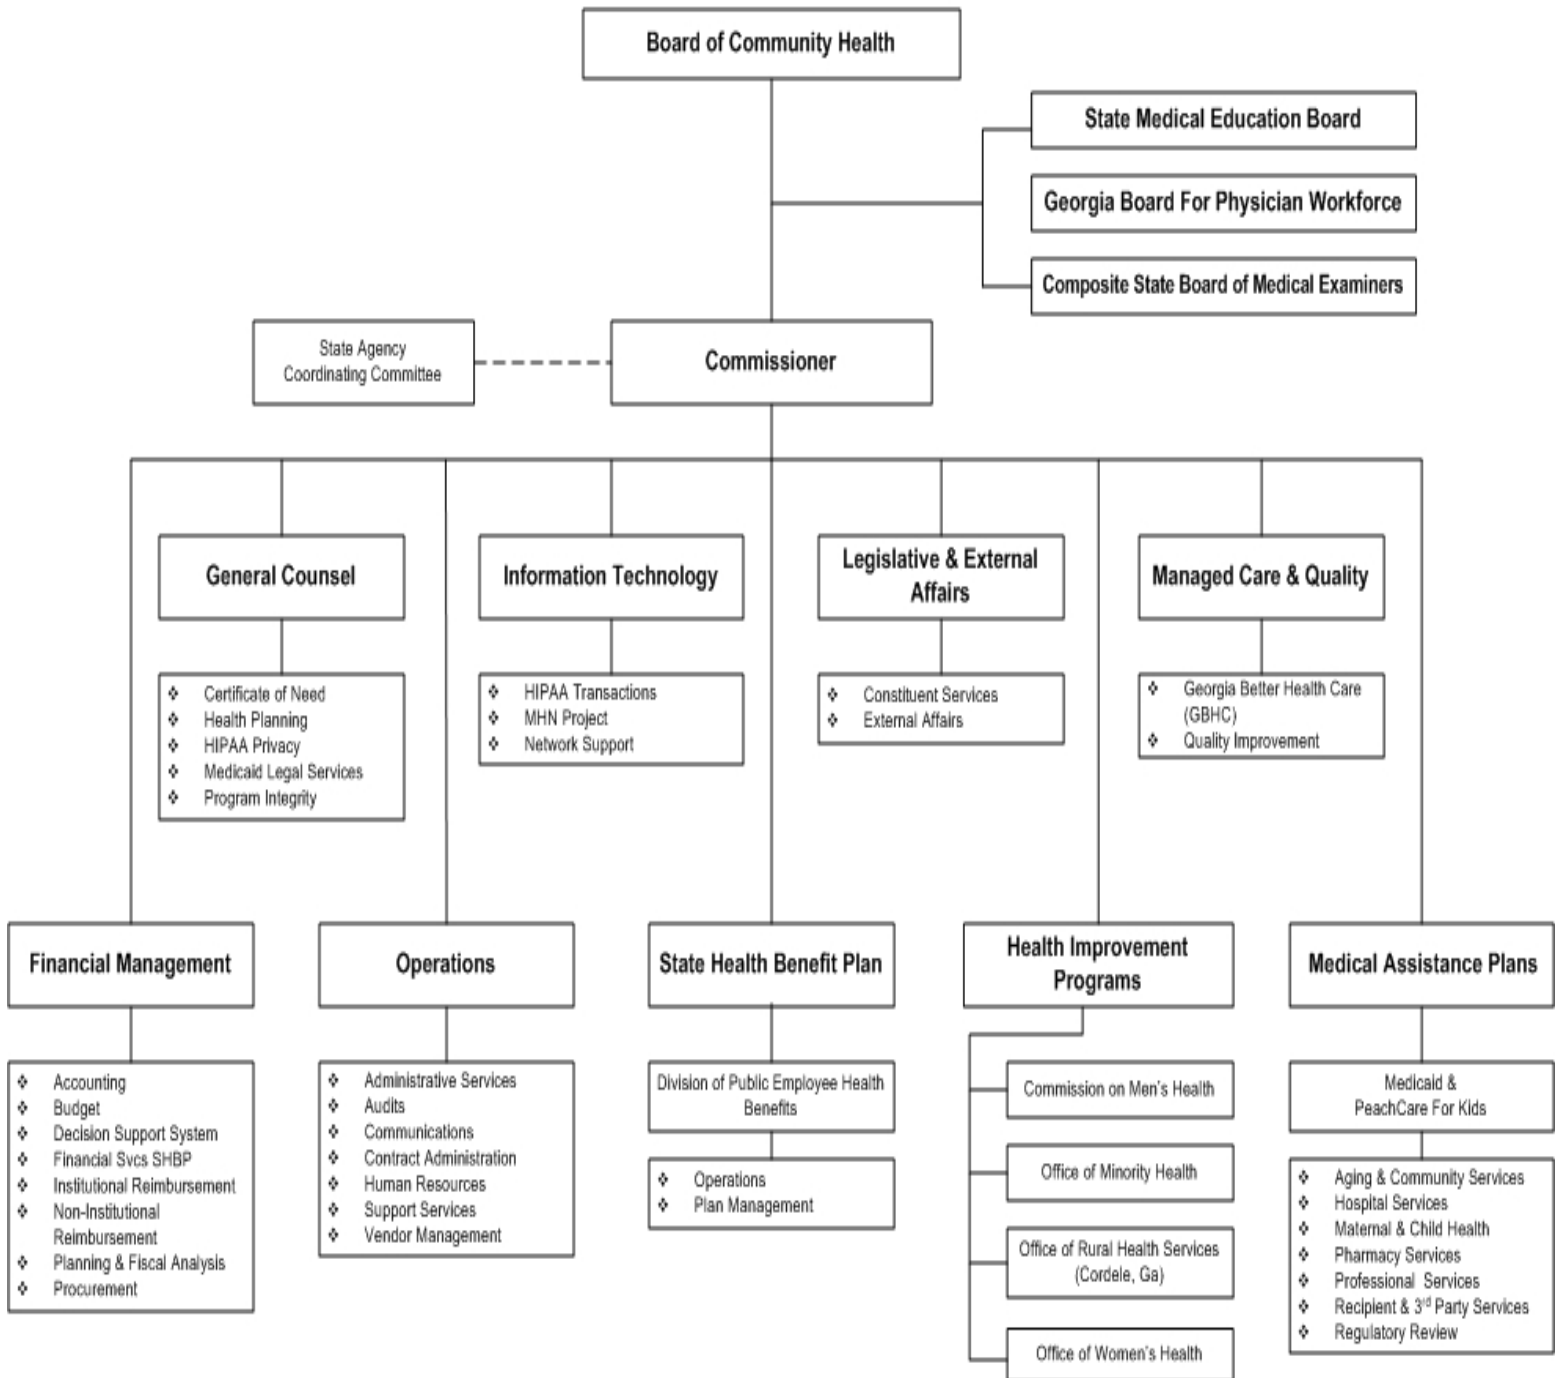 Board of Community Health
State Medical Education Board
Georgia Board For Physician Workforce
Composite State Board of Medical Examiners
State Agency
Coordinating Committee
Commissioner
General Counsel
❖ Certificate of Need
❖ Health Planning
❖ HIPAA Privacy
❖ Medicaid Legal Services
❖ Program Integrity
Information Technology
❖ HIPAA Transactions
❖ MHN Project
❖ Network Support
Legislative & External
Affairs
❖ Constituent Services
❖ External Affairs
Managed Care & Quality
❖ Georgia Better Health Care
(GBHC)
❖ Quality Improvement
Financial Management
❖ Accounting
❖ Budget
❖ Decision Support System
❖ Financial Svcs SHBP
❖ Institutional Reimbursement
❖ Non-Institutional
Reimbursement
❖ Planning & Fiscal Analysis
❖ Procurement
Operations
❖ Administrative Services
❖ Audits
❖ Communications
❖ Contract Administration
❖ Human Resources
❖ Support Services
❖ Vendor Management
State Health Benefit Plan
Division of Public Employee Health
Benefits
❖ Operations
❖ Plan Management
Health Improvement
Programs
Commission on Men's Health
Office of Minority Health
Office of Rural Health Services
(Cordele, Ga)
Office of Women's Health
Medical Assistance Plans
Medicaid &
PeachCare For Kids
❖ Aging & Community Services
❖ Hospital Services
❖ Maternal & Child Health
❖ Pharmacy Services
❖ Professional Services
❖ Recipient & 3rd Party Services
❖ Regulatory Review